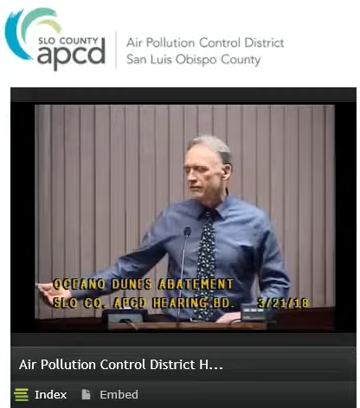 SLO COUNTY
apcd
Air Pollution Control District
San Luis Obispo County
OCEANO DUNES ABATEMENT
SLO CO. APCD HEARING BD. 3/21/18
Air Pollution Control District H...
Index
Embed